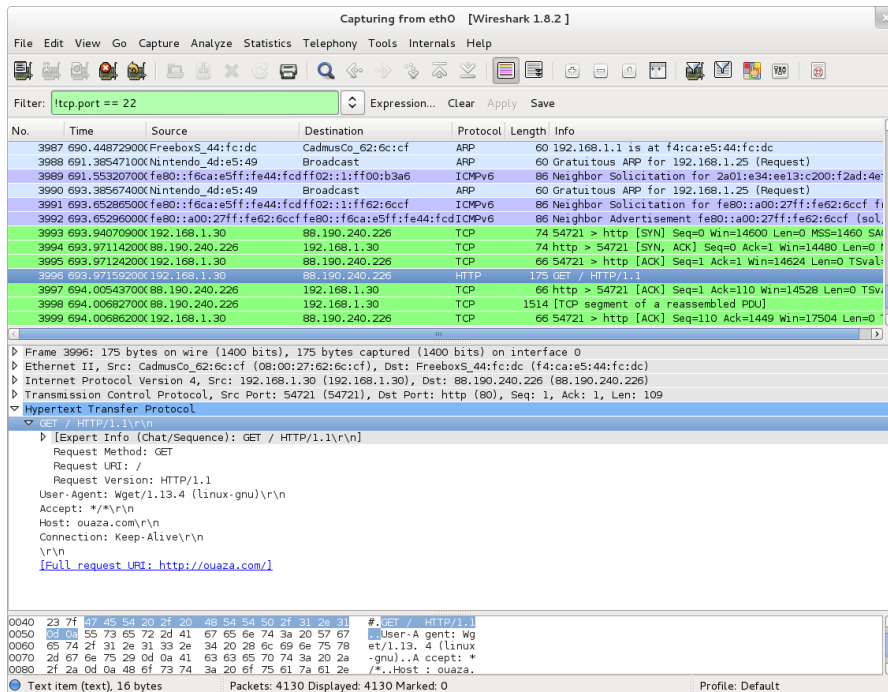 Capturing from eth0 [Wireshark 1.8.2 ]
File Edit View Go Capture Analyze Statistics Telephony Tools Internals Help
Filter: !tcp.port == 22 Expression... Clear Apply Save
No. Time Source Destination Protocol Length Info
3987 690.44872900( FreeboxS_44:fc:dc CadmusCo_62:6c:cf ARP 60 192.168.1.1 is at f4:ca:e5:44:fc:dc
3988 691.38547100( Nintendo_4d:e5:49 Broadcast ARP 60 Gratuitous ARP for 192.168.1.25 (Request)
3989 691.55320700( fe80::f6ca:e5ff:fe44:fcd ff02::1:ff00:b3a6 ICMPv6 86 Neighbor Solicitation for 2a01:e34:ee13:c200:f2ad:4e
3990 693.38567400( Nintendo_4d:e5:49 Broadcast ARP 60 Gratuitous ARP for 192.168.1.25 (Request)
3991 693.65286500( fe80::f6ca:e5ff:fe44:fcd ff02::1:ff62:6ccf ICMPv6 86 Neighbor Solicitation for fe80::a00:27ff:fe62:6ccf f
3992 693.65296000( fe80::a00:27ff:fe62:6ccf fe80::f6ca:e5ff:fe44:fcd ICMPv6 86 Neighbor Advertisement fe80::a00:27ff:fe62:6ccf (sol,
3993 693.94070900( 192.168.1.30 88.190.240.226 TCP 74 54721 > http [SYN] Seq=0 Win=14600 Len=0 MSS=1460 SA
3994 693.97114200( 88.190.240.226 192.168.1.30 TCP 74 http > 54721 [SYN, ACK] Seq=0 Ack=1 Win=14480 Len=0
3995 693.97124200( 192.168.1.30 88.190.240.226 TCP 66 54721 > http [ACK] Seq=1 Ack=1 Win=14624 Len=0 TSval
3996 693.97159200( 192.168.1.30 88.190.240.226 HTTP 175 GET / HTTP/1.1
3997 694.00543700( 88.190.240.226 192.168.1.30 TCP 66 http > 54721 [ACK] Seq=1 Ack=110 Win=14528 Len=0 TSv
3998 694.00682700( 88.190.240.226 192.168.1.30 TCP 1514 [TCP segment of a reassembled PDU]
3999 694.00686200( 192.168.1.30 88.190.240.226 TCP 66 54721 > http [ACK] Seq=110 Ack=1449 Win=17504 Len=0
Frame 3996: 175 bytes on wire (1400 bits), 175 bytes captured (1400 bits) on interface 0
Ethernet II, Src: CadmusCo_62:6c:cf (08:00:27:62:6c:cf), Dst: FreeboxS_44:fc:dc (f4:ca:e5:44:fc:dc)
Internet Protocol Version 4, Src: 192.168.1.30 (192.168.1.30), Dst: 88.190.240.226 (88.190.240.226)
Transmission Control Protocol, Src Port: 54721 (54721), Dst Port: http (80), Seq: 1, Ack: 1, Len: 109
Hypertext Transfer Protocol
GET / HTTP/1.1\r\n
[Expert Info (Chat/Sequence): GET / HTTP/1.1\r\n]
Request Method: GET
Request URI: /
Request Version: HTTP/1.1
User-Agent: Wget/1.13.4 (linux-gnu)\r\n
Accept: */*\r\n
Host: ouaza.com\r\n
Connection: Keep-Alive\r\n
\r\n
[Full request URI: http://ouaza.com/]
0040 23 7f 47 45 54 20 2f 20 48 54 54 50 2f 31 2e 31 #.GET / HTTP/1.1
0050 0d 0a 55 73 65 72 2d 41 67 65 6e 74 3a 20 57 67 ..User-A gent: Wg
0060 65 74 2f 31 2e 31 33 2e 34 20 28 6c 69 6e 75 78 et/1.13. 4 (linux
0070 2d 67 6e 75 29 0d 0a 41 63 63 65 70 74 3a 20 2a -gnu)..A ccept: *
0080 2f 2a 0d 0a 48 6f 73 74 3a 20 6f 75 61 7a 61 2e /*..Host : ouaza.
Text item (text), 16 bytes Packets: 4130 Displayed: 4130 Marked: 0 Profile: Default